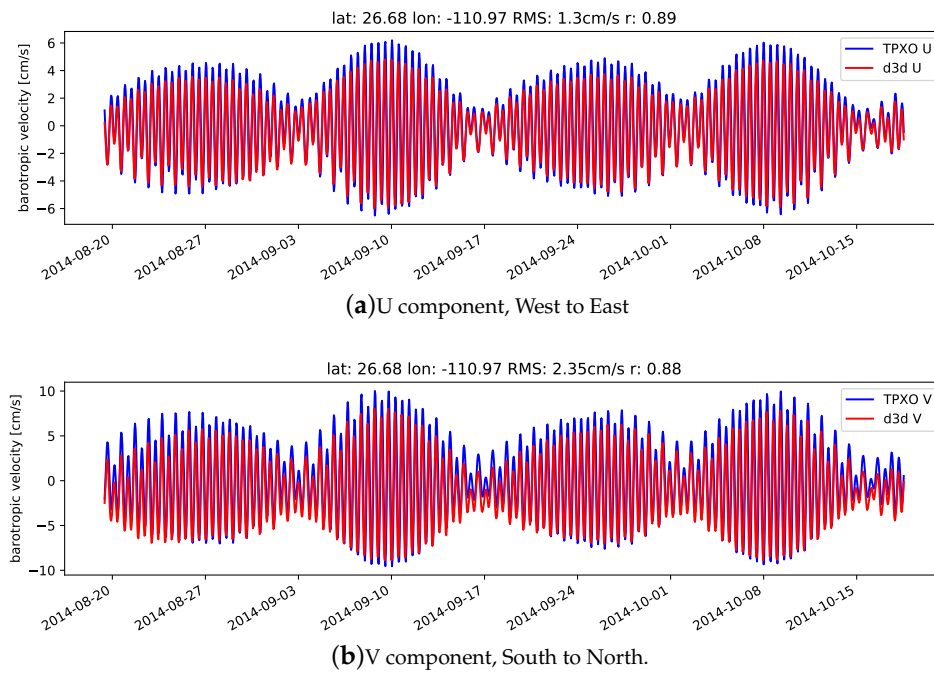 lat: 26.68 lon: -110.97 RMS: 1.3cm/s r: 0.89
barotropic velocity [cm/s]
6
4
2
0
−2
−4
−6
TPXO U
d3d U
2014-08-20 2014-08-27 2014-09-03 2014-09-10 2014-09-17 2014-09-24 2014-10-01 2014-10-08 2014-10-15
(a)U component, West to East
lat: 26.68 lon: -110.97 RMS: 2.35cm/s r: 0.88
barotropic velocity [cm/s]
10
5
0
−5
−10
TPXO V
d3d V
2014-08-20 2014-08-27 2014-09-03 2014-09-10 2014-09-17 2014-09-24 2014-10-01 2014-10-08 2014-10-15
(b)V component, South to North.